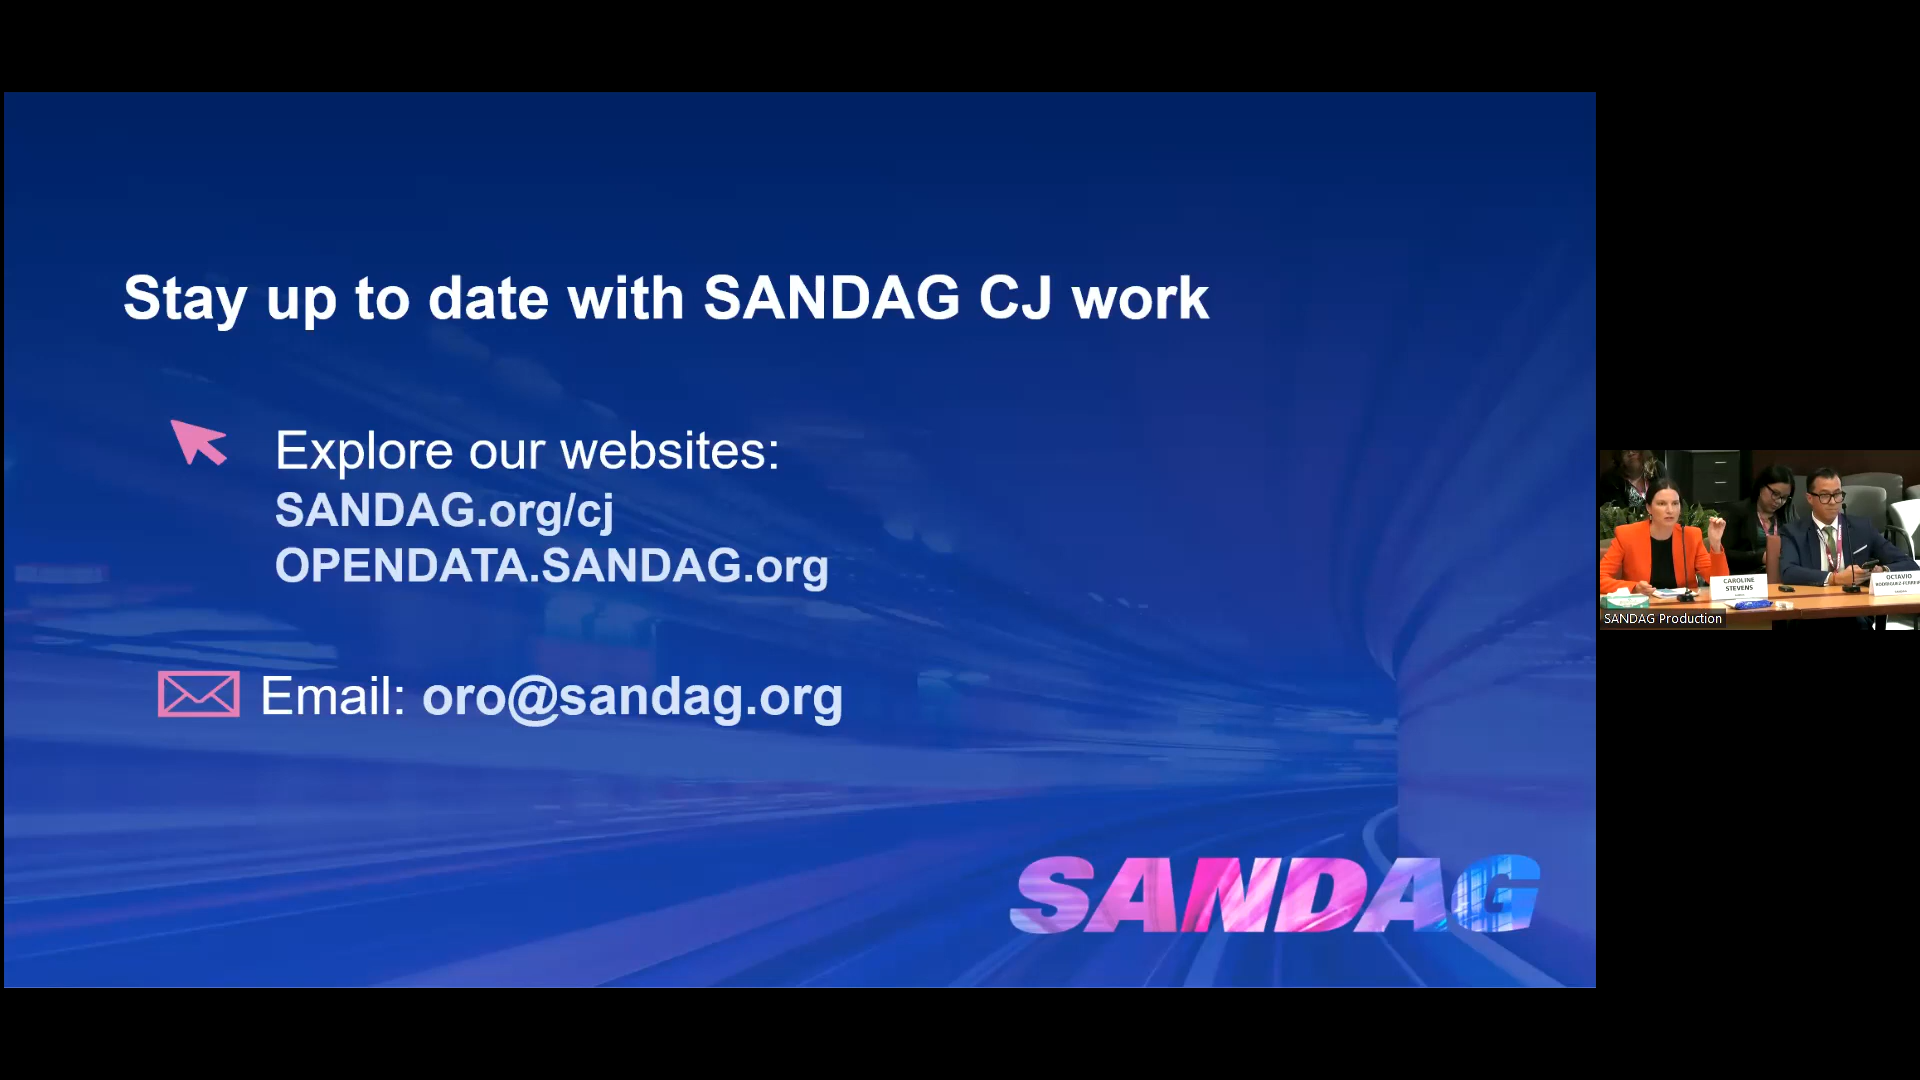 Stay up to date with SANDAG CJ work
Explore our websites:
SANDAG.org/cj
OPENDATA.SANDAG.org
Email: oro@sandag.org
SANDAG
CAROLINE
STEVENS
OCTAVIO
SANDAG Production